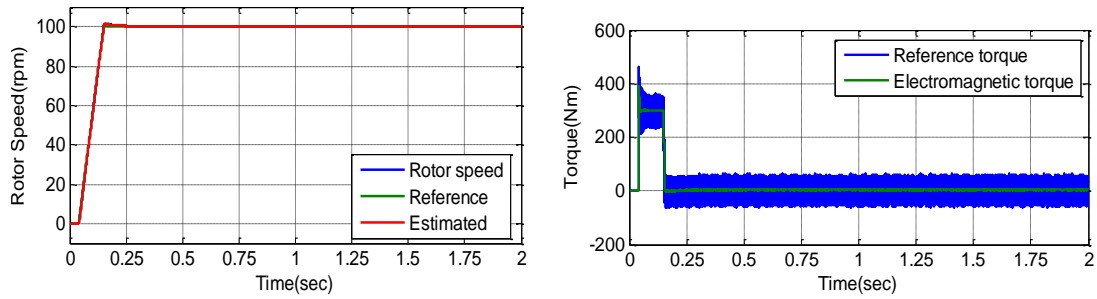 Rotor Speed(rpm)
100
80
60
40
20
0
Rotor speed
Reference
Estimated
0 0.25 0.5 0.75 1 1.25 1.5 1.75 2
Time(sec)
Torque(Nm)
600
400
200
0
-200
Reference torque
Electromagnetic torque
0 0.25 0.5 0.75 1 1.25 1.5 1.75 2
Time(sec)